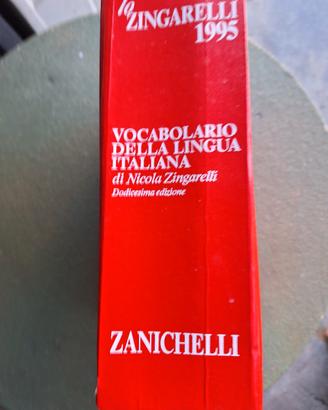 lo
ZINGARELLI
1995
VOCABOLARIO
DELLA LINGUA
ITALIANA
di Nicola Zingarelli
Dodicesima edizione
ZANICHELLI